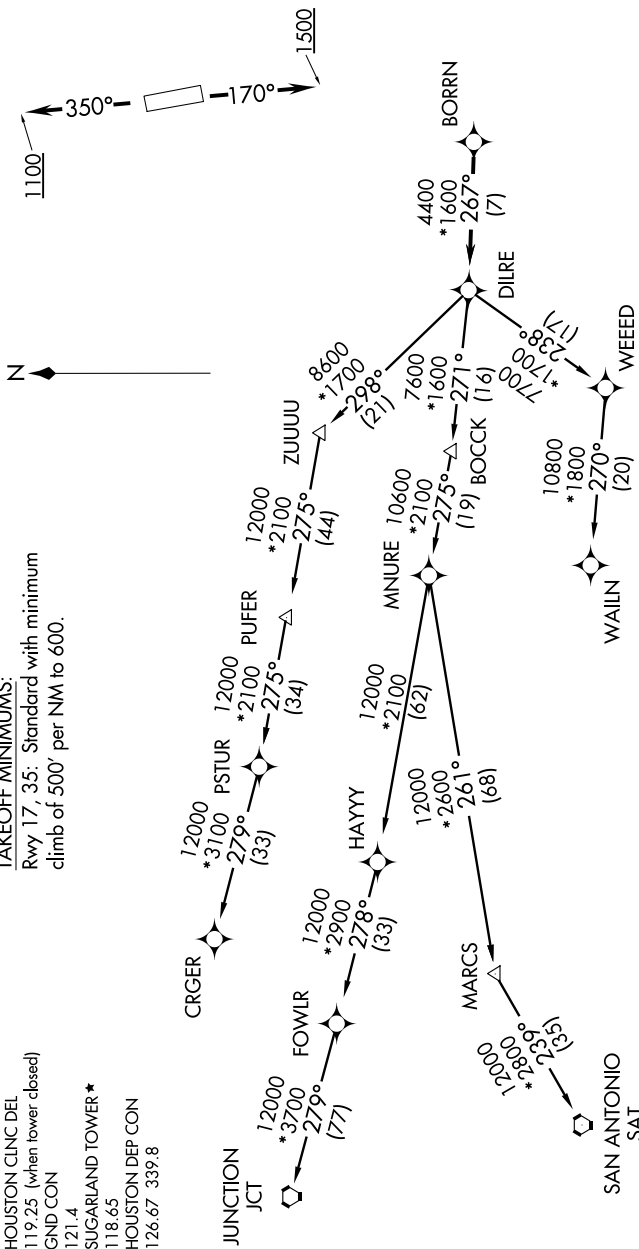 HOUSTON CLNC DEL
119.25 (when tower closed)
GND CON
121.4
SUGARLAND TOWER★
118.65
HOUSTON DEP CON
126.67 339.8
TAKEOFF MINIMUMS:
Rwy 17, 35: Standard with minimum
climb of 500' per NM to 600.
N
1100
350°
170°
1500
BORRN
4400
*1600
267°
(7)
DILRE
8600
*1700
298°
(21)
ZUUUU
12000
*2100
275°
(44)
PUFER
12000
*2100
275°
(34)
PSTUR
12000
*3100
279°
(33)
CRGER
7600
*1600
271°
(16)
BOCCK
10600
*2100
275°
(19)
MNURE
12000
*2100
(62)
HAYYY
12000
*2900
278°
(33)
FOWLR
12000
*3700
279°
(77)
JUNCTION
JCT
12000
*2600
261°
(68)
MARCS
12000
*2800
239°
(35)
SAN ANTONIO
SAT
7700
*1700
238°
(17)
WEEED
10800
*1800
270°
(20)
WAILN